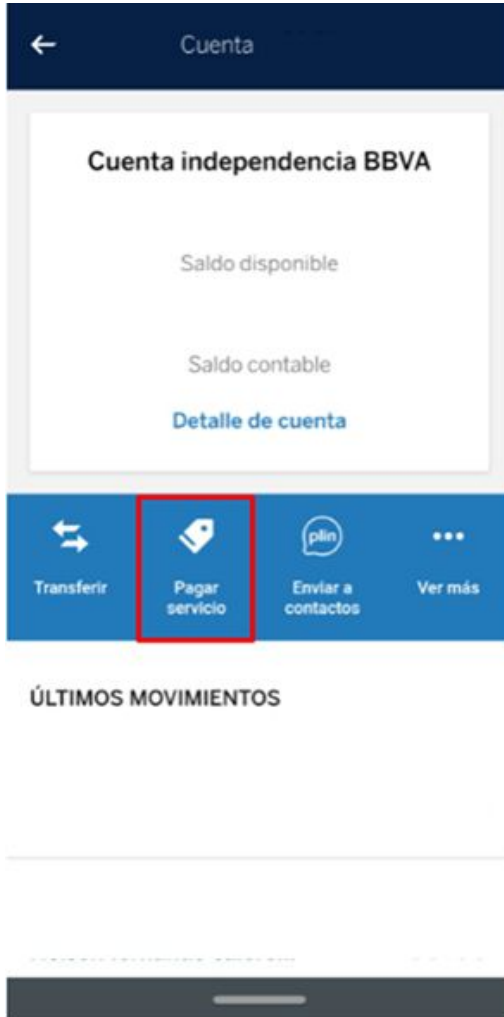 Cuenta
Cuenta independencia BBVA
Saldo disponible
Saldo contable
Detalle de cuenta
Transferir
Pagar
servicio
plin
Enviar a
contactos
Ver más
ÚLTIMOS MOVIMIENTOS